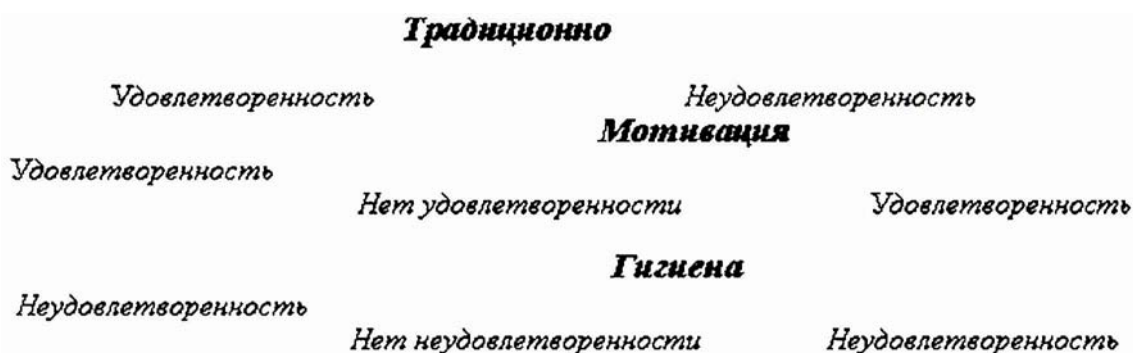 Традиционно
Удовлетворенность Неудовлетворенность
Мотивация
Удовлетворенность
Нет удовлетворенности Удовлетворенность
Гигиена
Неудовлетворенность
Нет неудовлетворенности Неудовлетворенность